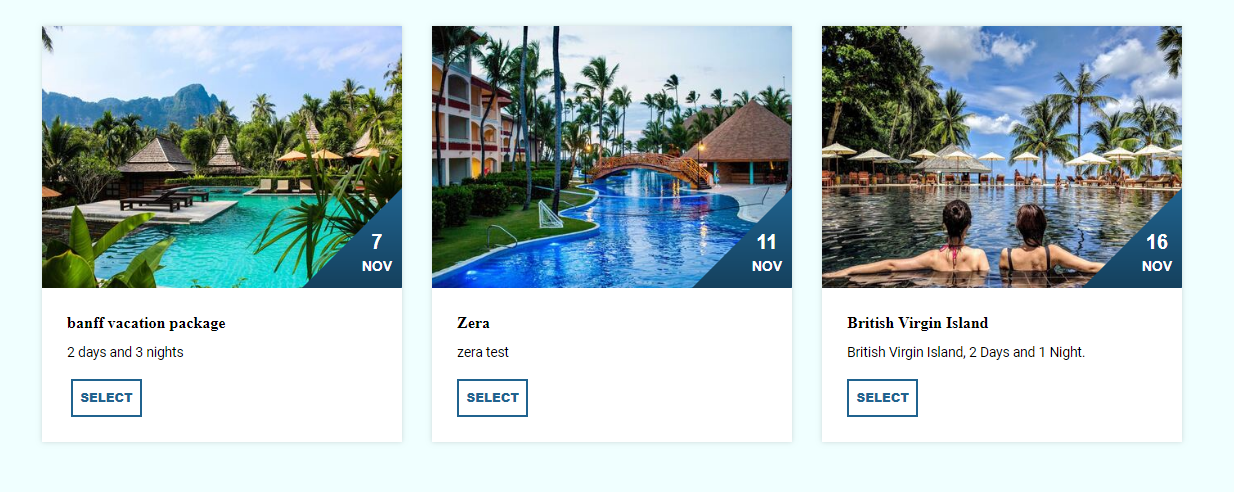 7
NOV
banff vacation package
2 days and 3 nights
SELECT
11
NOV
Zera
zera test
SELECT
16
NOV
British Virgin Island
British Virgin Island, 2 Days and 1 Night.
SELECT